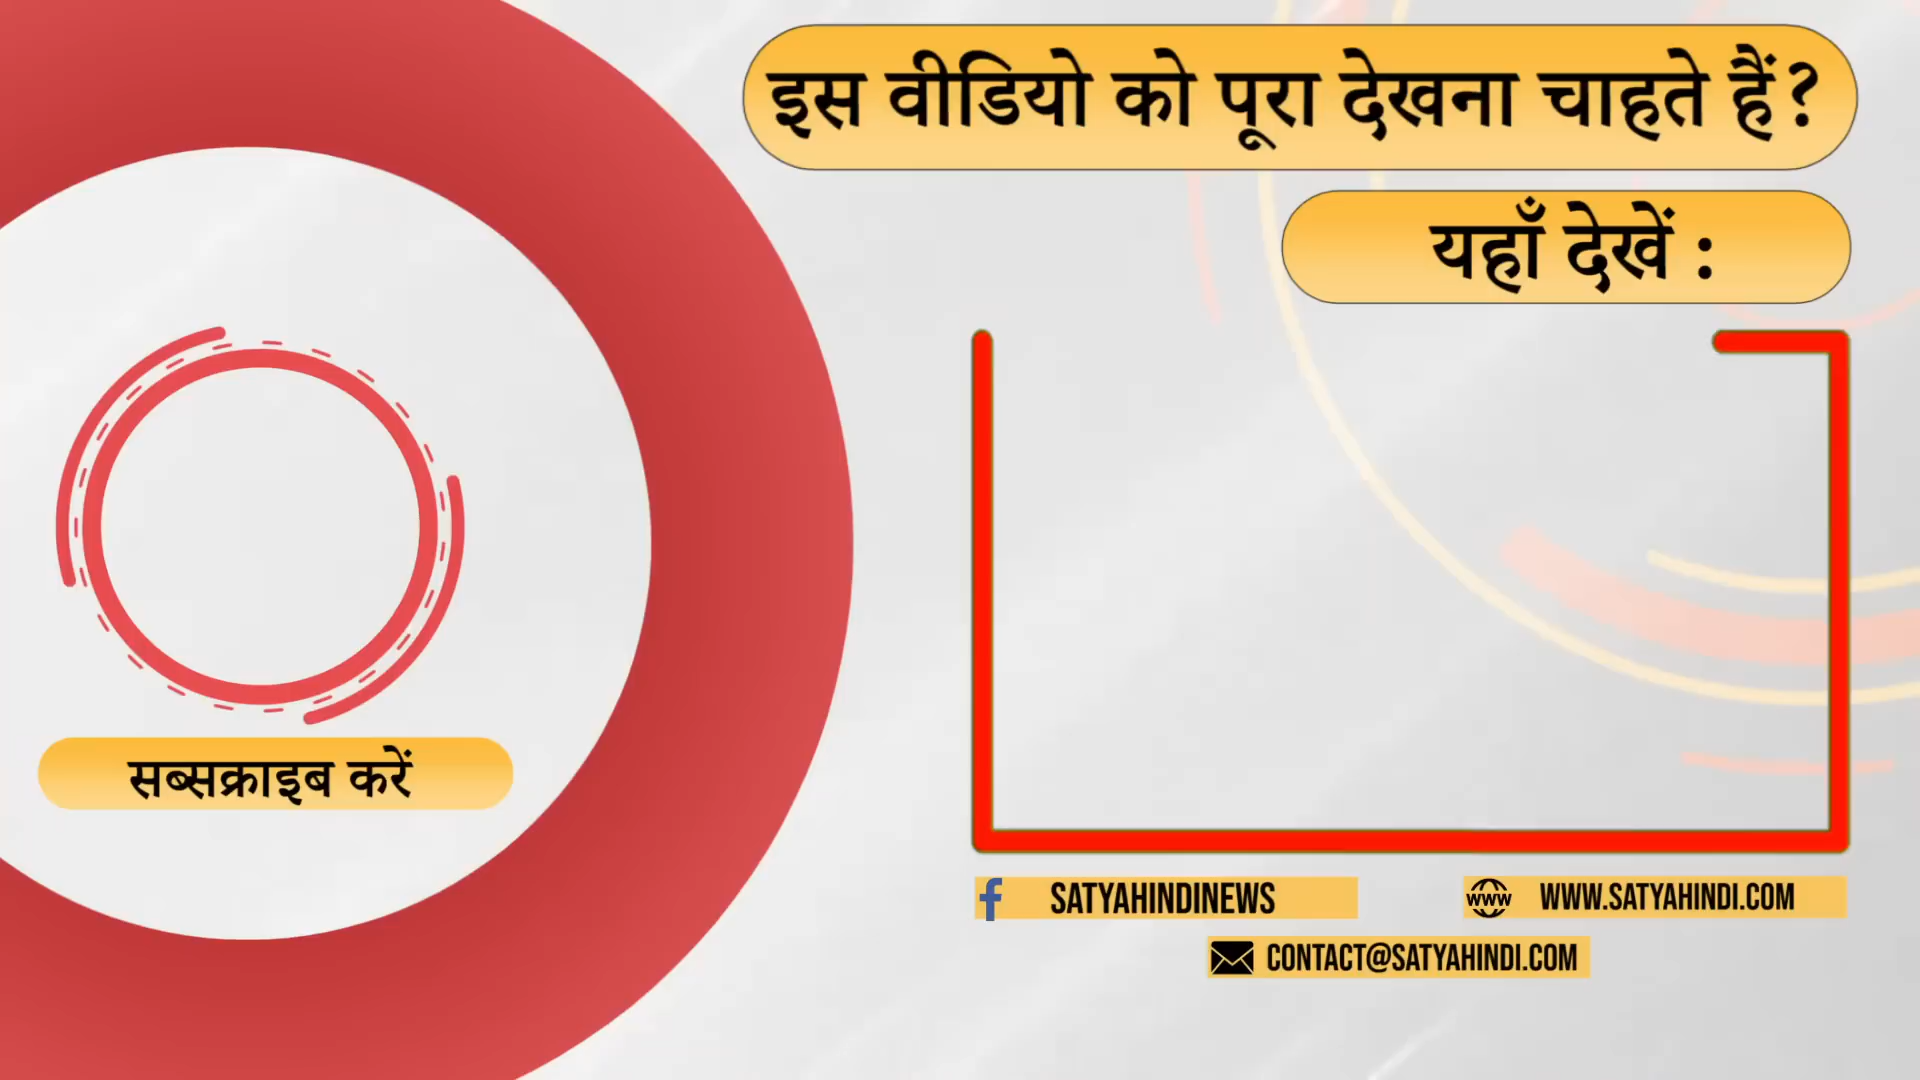 इस वीडियो को पूरा देखना चाहते हैं?
यहाँ देखें :
सब्सक्राइब करें
SATYAHINDINEWS
WWW.SATYAHINDI.COM
CONTACT@SATYAHINDI.COM